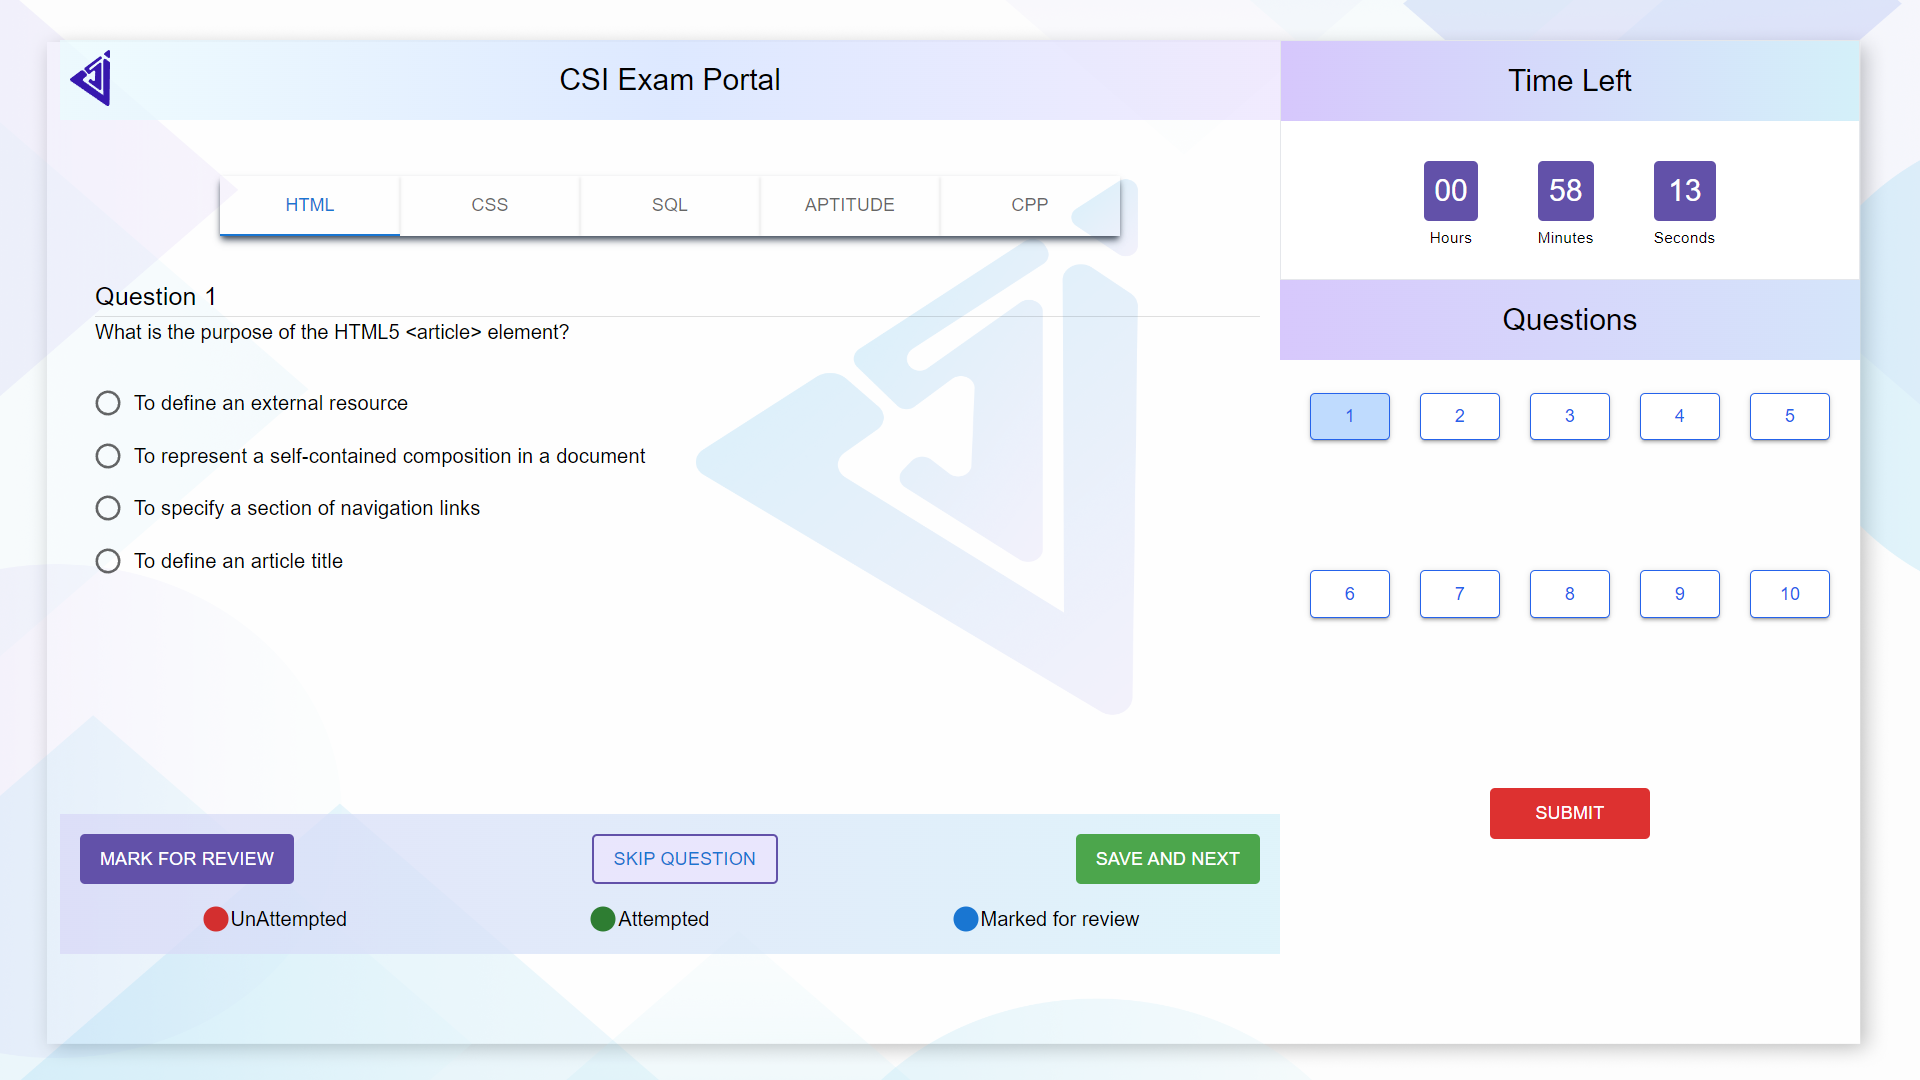 CSI Exam Portal
Time Left
00 58 13
Hours Minutes Seconds
HTML CSS SQL APTITUDE CPP
Question 1
What is the purpose of the HTML5 <article> element?
To define an external resource
To represent a self-contained composition in a document
To specify a section of navigation links
To define an article title
Questions
1 2 3 4 5
6 7 8 9 10
SUBMIT
MARK FOR REVIEW SKIP QUESTION SAVE AND NEXT
UnAttempted Attempted Marked for review